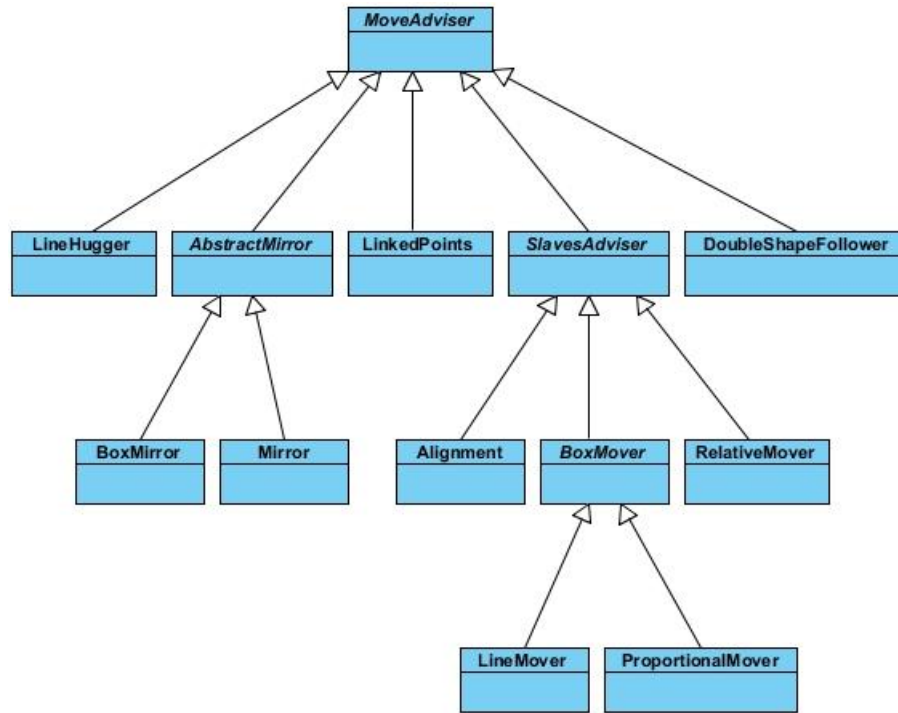 MoveAdviser
LineHugger
AbstractMirror
LinkedPoints
SlavesAdviser
DoubleShapeFollower
BoxMirror
Mirror
Alignment
BoxMover
RelativeMover
LineMover
ProportionalMover